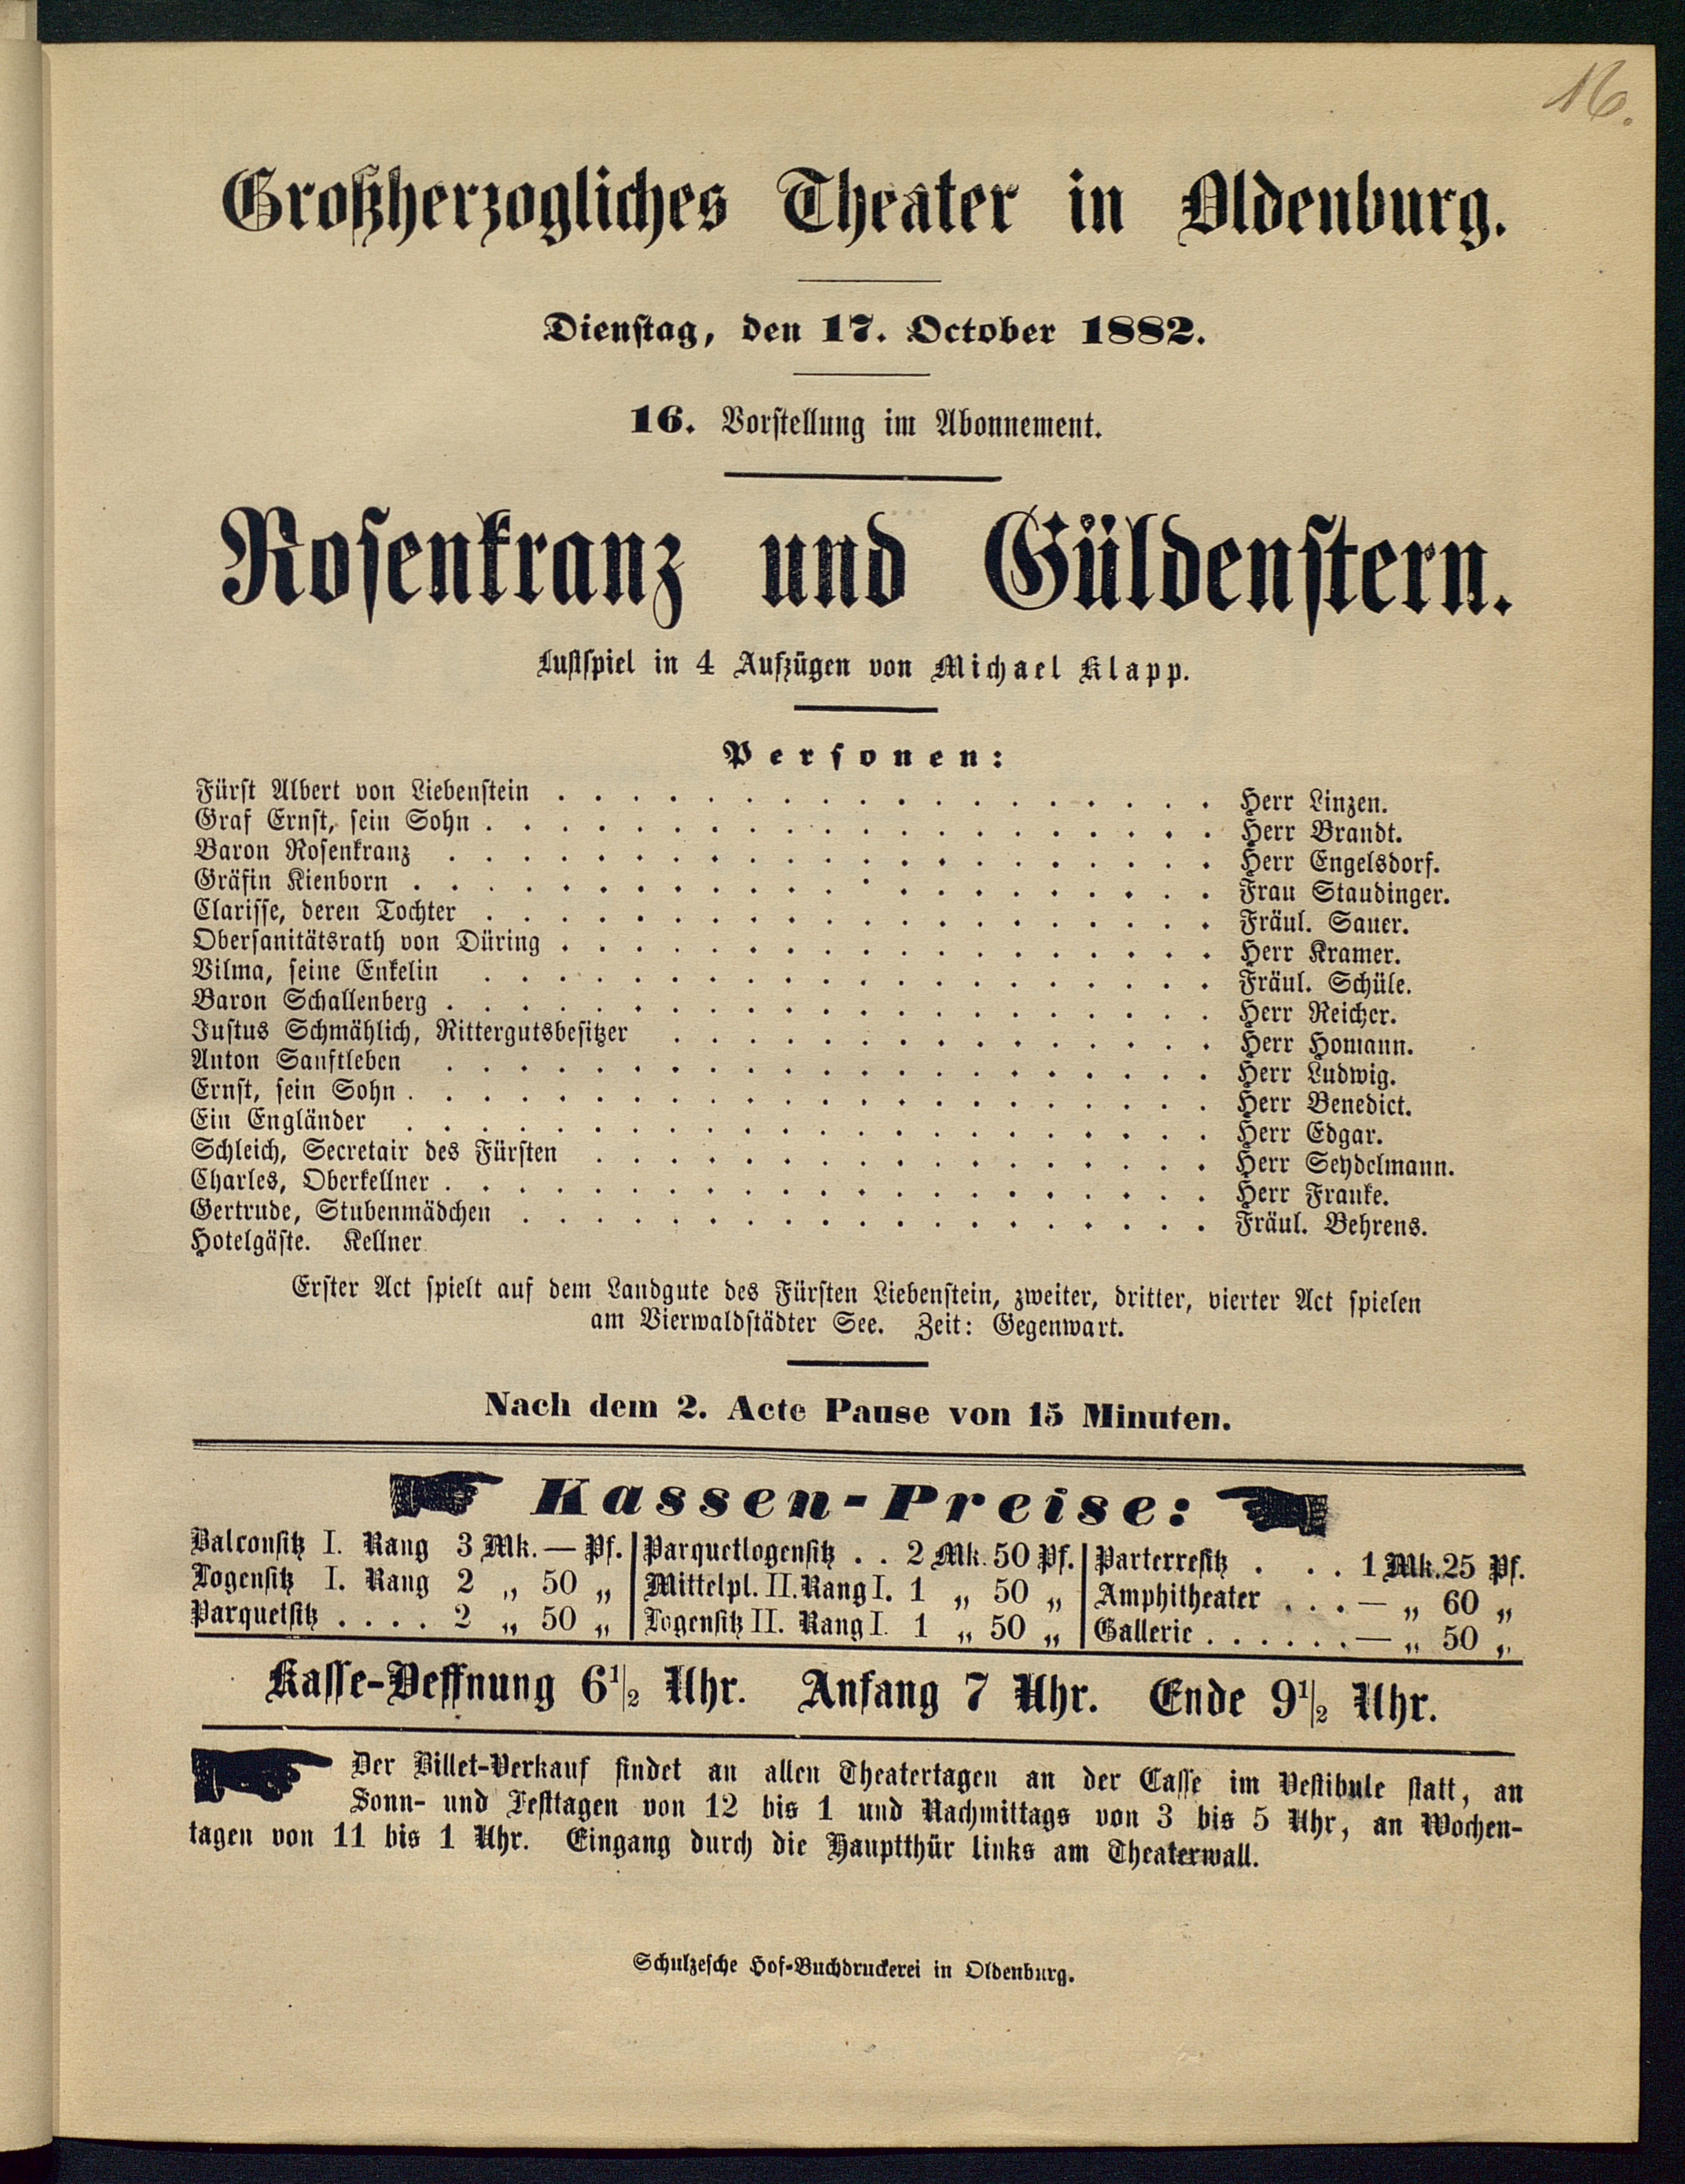 16.
Großherzogliches Theater in Oldenburg.
Dienstag, den 17. October 1882.
16. Vorstellung im Abonnement.
Rosenkranz und Güldenstern.
Lustspiel in 4 Aufzügen von Michael Klapp.
Personen:
Fürst Albert von Liebenstein . . . . . . . . . . . . . . . . . . Herr Linzen.
Graf Ernst, sein Sohn . . . . . . . . . . . . . . . . . . . . Herr Brandt.
Baron Rosenkranz . . . . . . . . . . . . . . . . . . . . . Herr Engelsdorf.
Gräfin Kienborn . . . . . . . . . . . . . . . . . . . . . . Frau Staudinger.
Clarisse, deren Tochter . . . . . . . . . . . . . . . . . . . . Fräul. Sauer.
Obersanitätsrath von Düring . . . . . . . . . . . . . . . . . . Herr Kramer.
Vilma, seine Enkelin . . . . . . . . . . . . . . . . . . . . Fräul. Schüle.
Baron Schallenberg . . . . . . . . . . . . . . . . . . . . . Herr Reicher.
Justus Schmählich, Rittergutsbesitzer . . . . . . . . . . . . . . . Herr Homann.
Anton Sanftleben . . . . . . . . . . . . . . . . . . . . . Herr Ludwig.
Ernst, sein Sohn . . . . . . . . . . . . . . . . . . . . . . Herr Benedict.
Ein Engländer . . . . . . . . . . . . . . . . . . . . . . Herr Edgar.
Schleich, Secretair des Fürsten . . . . . . . . . . . . . . . . . Herr Seydelmann.
Charles, Oberkellner . . . . . . . . . . . . . . . . . . . . . Herr Franke.
Gertrude, Stubenmädchen . . . . . . . . . . . . . . . . . . . Fräul. Behrens.
Hotelgäste. Kellner
Erster Act spielt auf dem Landgute des Fürsten Liebenstein, zweiter, dritter, vierter Act spielen
am Vierwaldstädter See. Zeit: Gegenwart.
Nach dem 2. Acte Pause von 15 Minuten.
Kassen-Preise:
Balconsitz I. Rang 3 Mk. — Pf. Parquetlogensitz . . 2 Mk. 50 Pf. Parterresitz . . . 1 Mk. 25 Pf.
Logensitz I. Rang 2 „ 50 „ Mittelpl. II. Rang I. 1 „ 50 „ Amphitheater . . . — „ 60 „
Parquetsitz . . . . 2 „ 50 „ Logensitz II. Rang I. 1 „ 50 „ Gallerie . . . . . . — „ 50 „
Kasse-Oeffnung 6½ Uhr. Anfang 7 Uhr. Ende 9½ Uhr.
Der Billet-Verkauf findet an allen Theatertagen an der Casse im Vestibule statt, an
Sonn- und Festtagen von 12 bis 1 und Nachmittags von 3 bis 5 Uhr, an Wochen-
tagen von 11 bis 1 Uhr. Eingang durch die Hauptthür links am Theaterwall.
Schulzesche Hof-Buchdruckerei in Oldenburg.